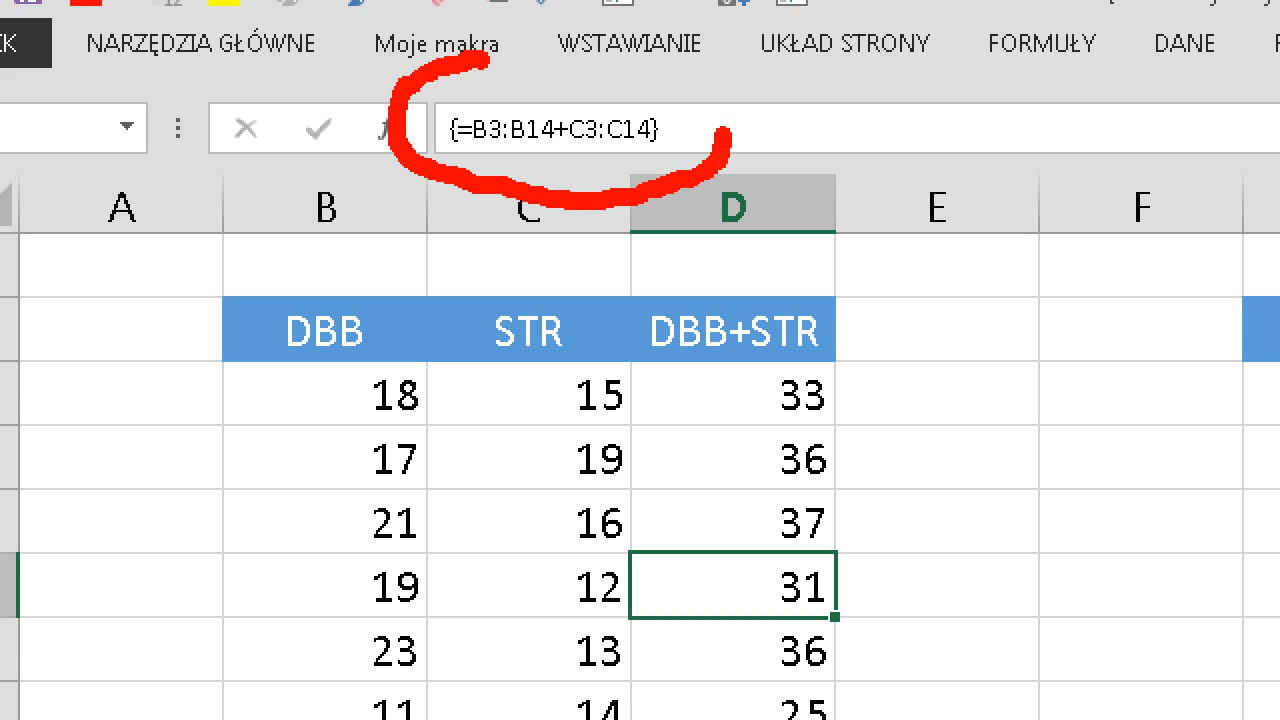 K NARZĘDZIA GŁÓWNE Moje makra WSTAWIANIE UKŁAD STRONY FORMUŁY DANE
{=B3:B14+C3:C14}
A B C D E F
DBB STR DBB+STR
18 15 33
17 19 36
21 16 37
19 12 31
23 13 36
11 14 25